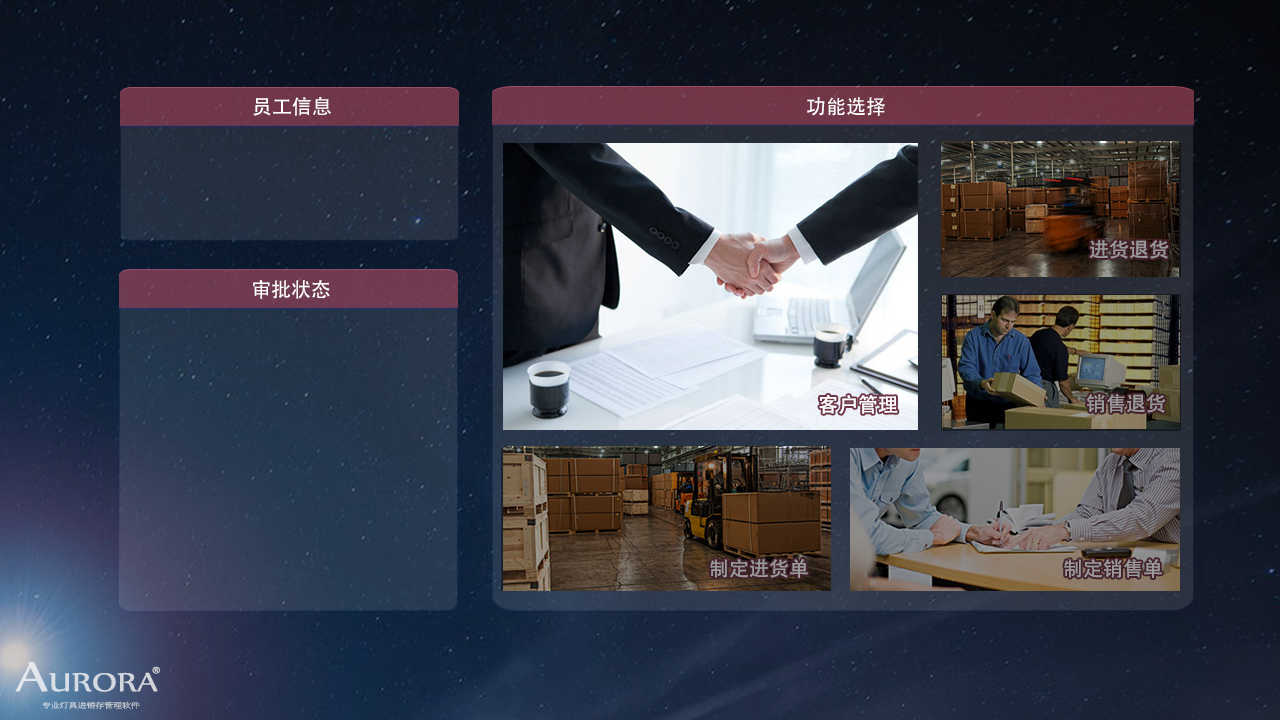 员工信息
审批状态
功能选择
客户管理
进货退货
销售退货
制定进货单
制定销售单
AURORA®
专业灯具进销存管理软件